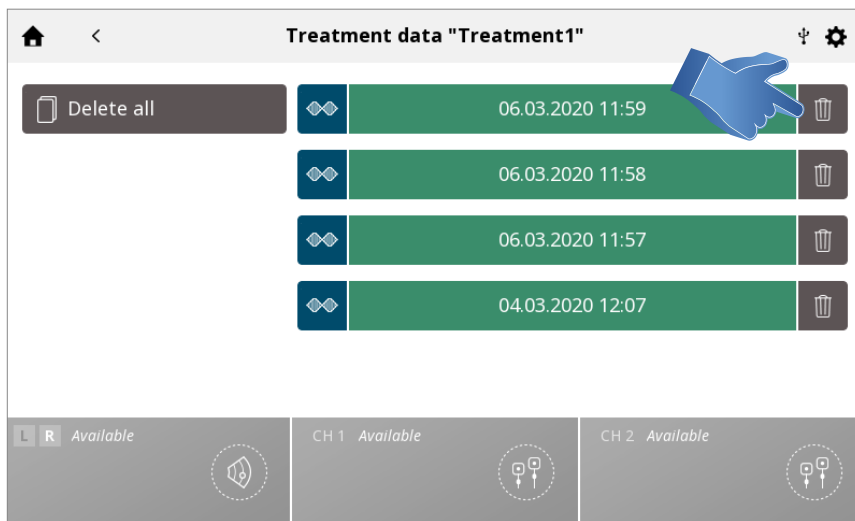 Treatment data "Treatment1"
Delete all
06.03.2020 11:59
06.03.2020 11:58
06.03.2020 11:57
04.03.2020 12:07
L R Available
CH 1 Available
CH 2 Available